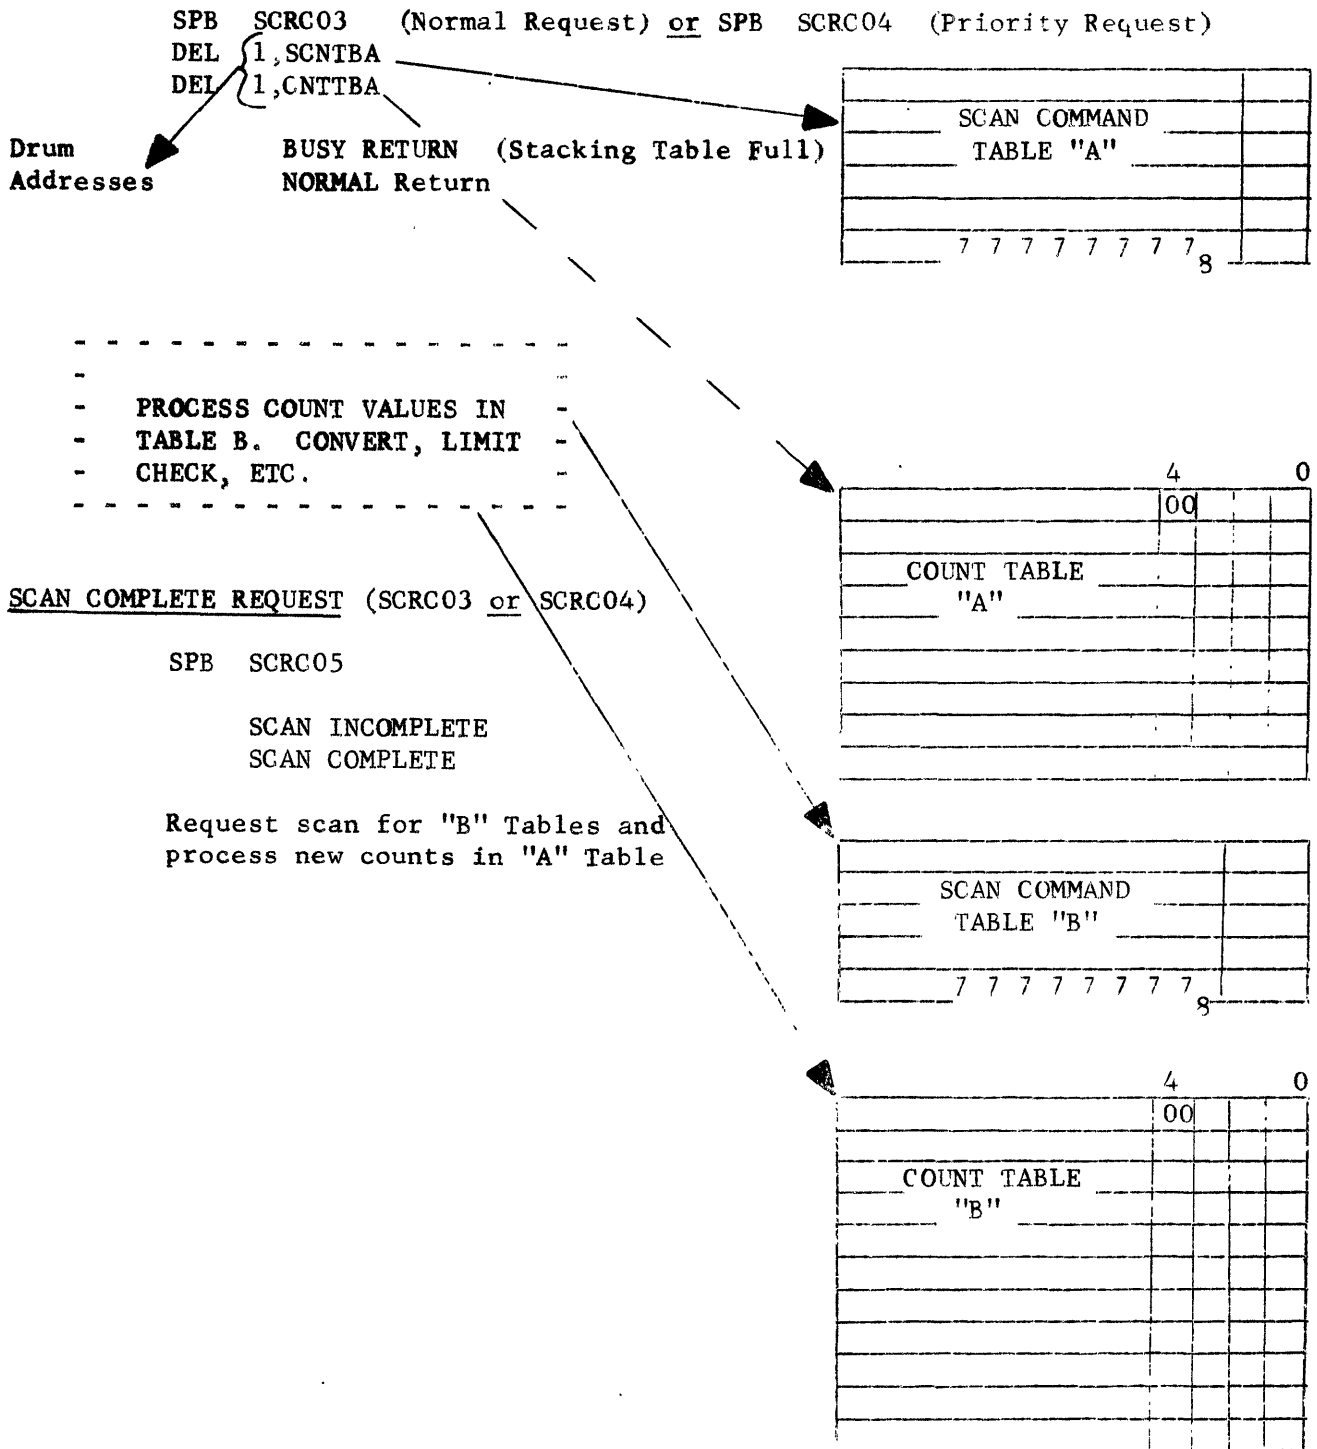 SPB SCRC03 (Normal Request) or SPB SCRC04 (Priority Request)
DEL 1,SCNTBA
DEL 1,CNTTBA
Drum
Addresses
BUSY RETURN (Stacking Table Full)
NORMAL Return
SCAN COMMAND
TABLE "A"
7 7 7 7 7 7 7 7 8
PROCESS COUNT VALUES IN
TABLE B. CONVERT, LIMIT
CHECK, ETC.
4 0
00
COUNT TABLE
"A"
SCAN COMPLETE REQUEST (SCRC03 or SCRC04)
SPB SCRC05
SCAN INCOMPLETE
SCAN COMPLETE
Request scan for "B" Tables and
process new counts in "A" Table
SCAN COMMAND
TABLE "B"
7 7 7 7 7 7 7 7 8
4 0
00
COUNT TABLE
"B"